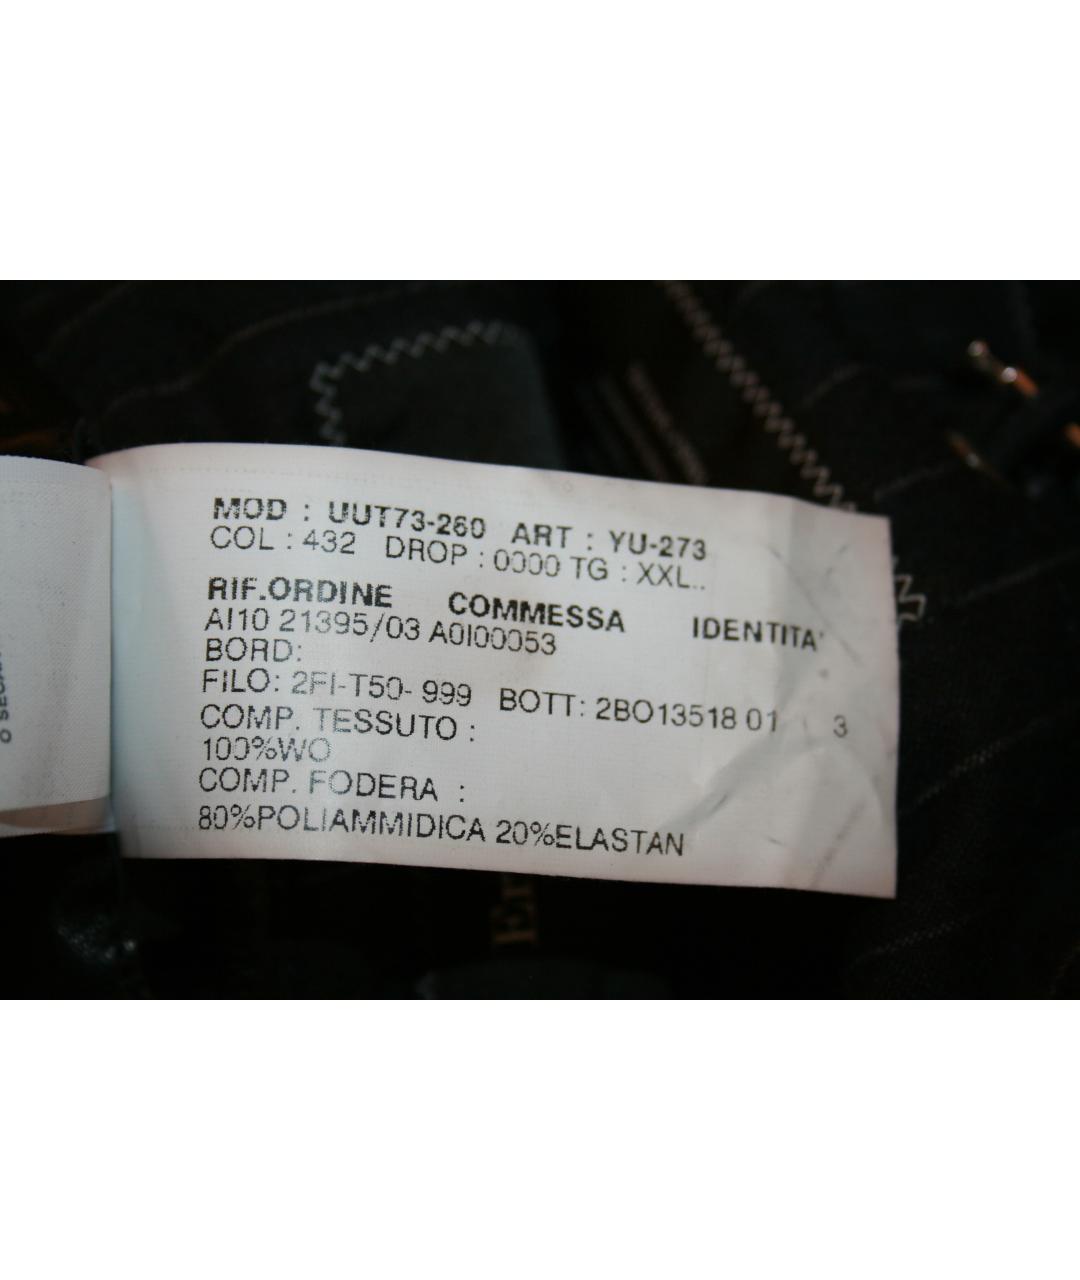 MOD : UUT73-260 ART : YU-273
COL : 432 DROP : 0000 TG : XXL..
RIF.ORDINE COMMESSA IDENTITA'
AI10 21395/03 A0I00053
BORD:
FILO: 2FI-T50- 999 BOTT: 2BO13518 01 3
COMP. TESSUTO :
100%WO
COMP. FODERA :
80%POLIAMMIDICA 20%ELASTAN